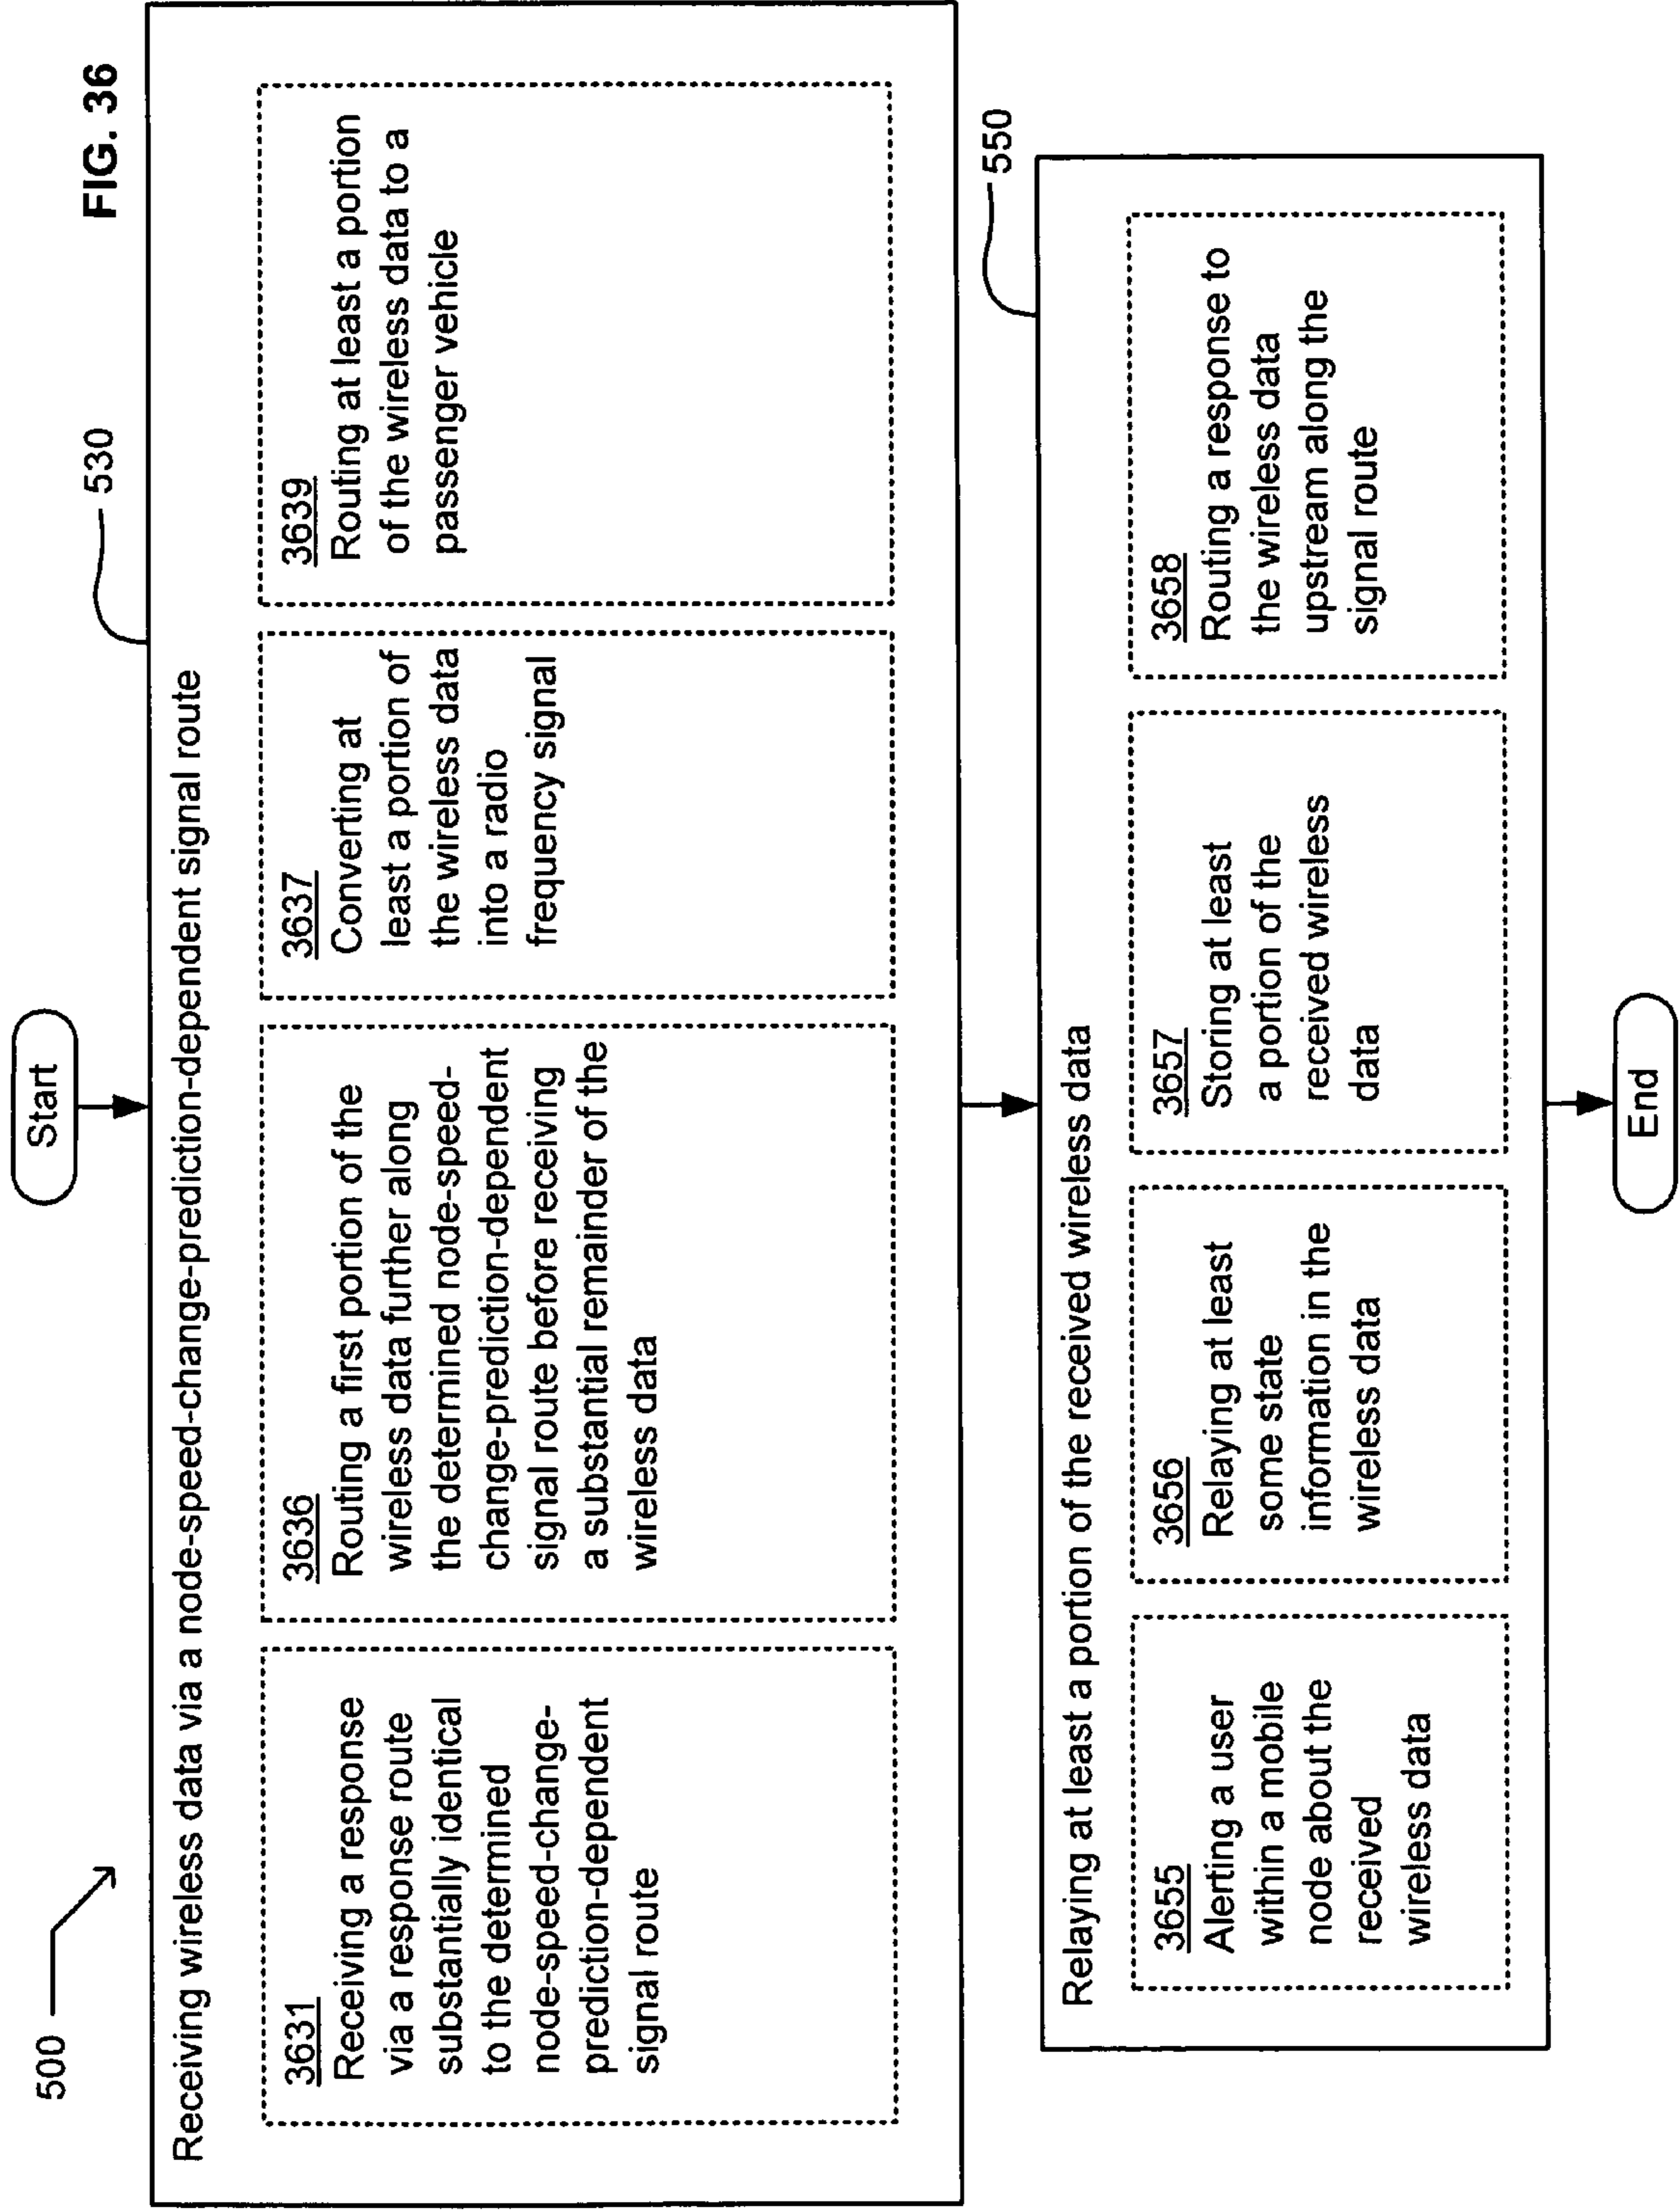 FIG. 36
500
Start
530
Receiving wireless data via a node-speed-change-prediction-dependent signal route
3631
Receiving a response
via a response route
substantially identical
to the determined
node-speed-change-
prediction-dependent
signal route
3636
Routing a first portion of the
wireless data further along
the determined node-speed-
change-prediction-dependent
signal route before receiving
a substantial remainder of the
wireless data
3637
Converting at
least a portion of
the wireless data
into a radio
frequency signal
3639
Routing at least a portion
of the wireless data to a
passenger vehicle
550
Relaying at least a portion of the received wireless data
3655
Alerting a user
within a mobile
node about the
received
wireless data
3656
Relaying at least
some state
information in the
wireless data
3657
Storing at least
a portion of the
received wireless
data
3658
Routing a response to
the wireless data
upstream along the
signal route
End